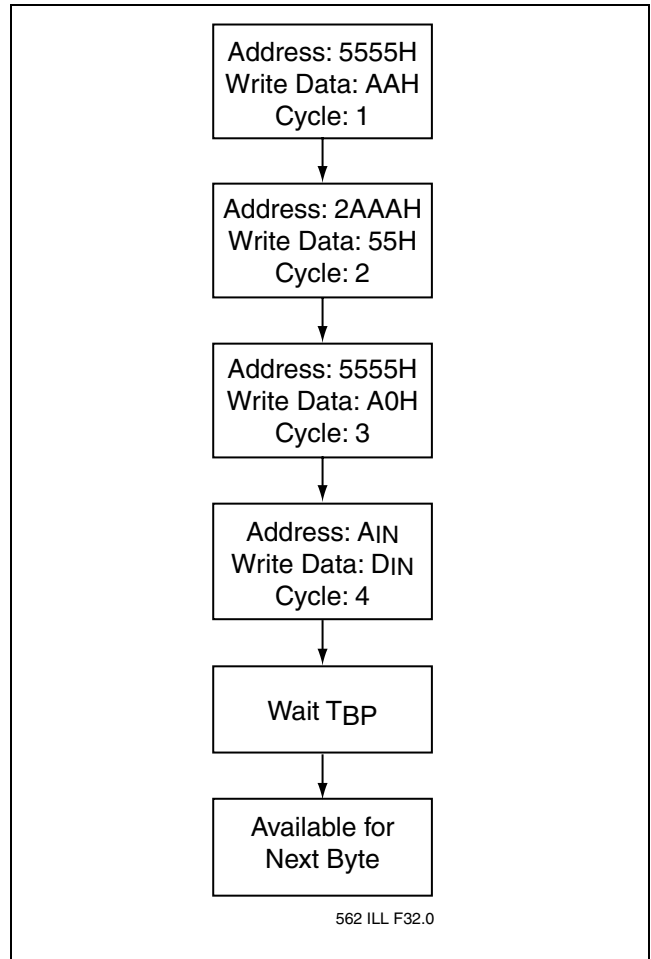 Address: 5555H
Write Data: AAH
Cycle: 1
Address: 2AAAH
Write Data: 55H
Cycle: 2
Address: 5555H
Write Data: A0H
Cycle: 3
Address: AIN
Write Data: DIN
Cycle: 4
Wait TBP
Available for
Next Byte
562 ILL F32.0